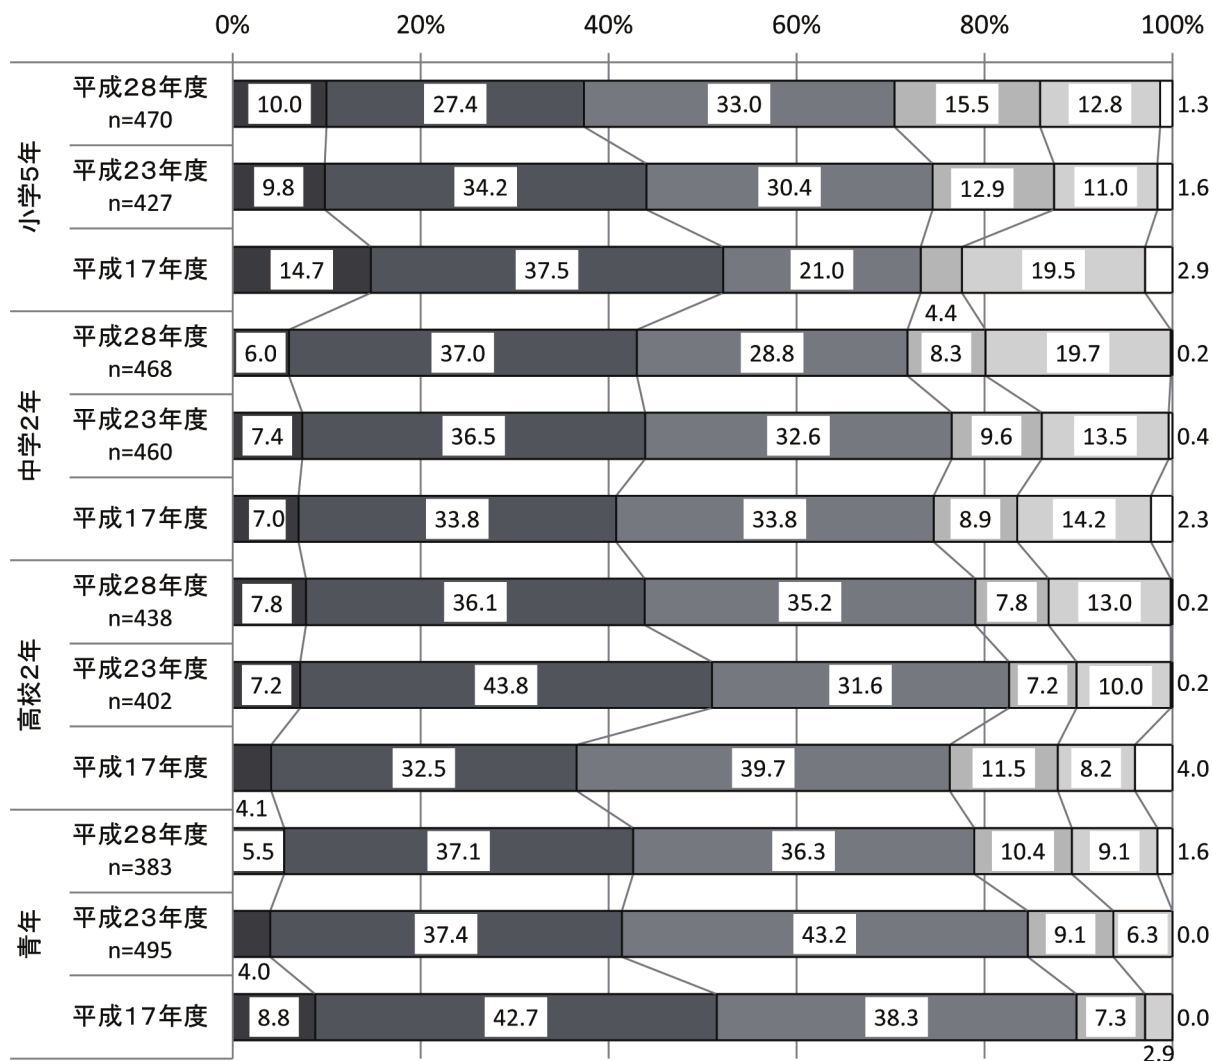 0% 20% 40% 60% 80% 100%
小学5年
平成28年度
n=470
10.0 27.4 33.0 15.5 12.8 1.3
平成23年度
n=427
9.8 34.2 30.4 12.9 11.0 1.6
平成17年度
14.7 37.5 21.0 19.5 2.9
4.4
中学2年
平成28年度
n=468
6.0 37.0 28.8 8.3 19.7 0.2
平成23年度
n=460
7.4 36.5 32.6 9.6 13.5 0.4
平成17年度
7.0 33.8 33.8 8.9 14.2 2.3
高校2年
平成28年度
n=438
7.8 36.1 35.2 7.8 13.0 0.2
平成23年度
n=402
7.2 43.8 31.6 7.2 10.0 0.2
平成17年度
32.5 39.7 11.5 8.2 4.0
4.1
青年
平成28年度
n=383
5.5 37.1 36.3 10.4 9.1 1.6
平成23年度
n=495
37.4 43.2 9.1 6.3 0.0
4.0
平成17年度
8.8 42.7 38.3 7.3 0.0
2.9